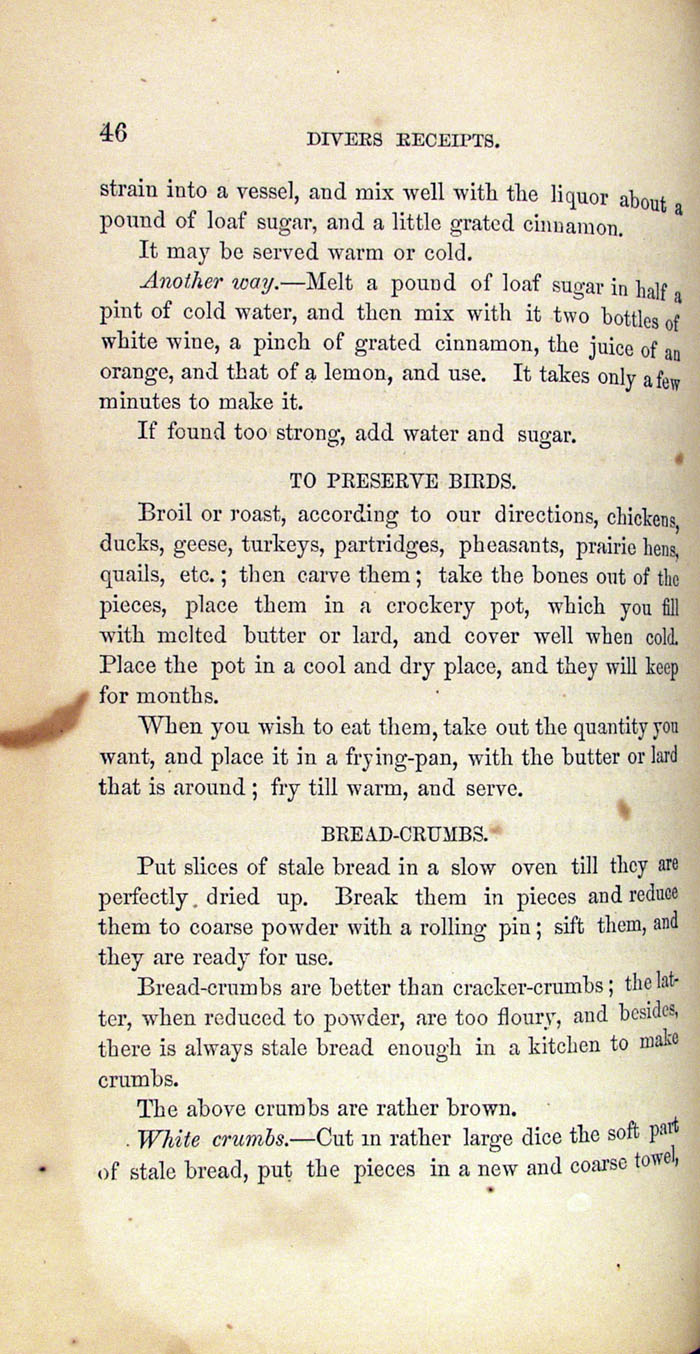 46
DIVERS RECEIPTS.
strain into a vessel, and mix well with the liquor about a
pound of loaf sugar, and a little grated cinnamon.
It may be served warm or cold.
Another way.—Melt a pound of loaf sugar in half a
pint of cold water, and then mix with it two bottles of
white wine, a pinch of grated cinnamon, the juice of an
orange, and that of a lemon, and use. It takes only a few
minutes to make it.
If found too strong, add water and sugar.
TO PRESERVE BIRDS.
Broil or roast, according to our directions, chickens,
ducks, geese, turkeys, partridges, pheasants, prairie hens,
quails, etc.; then carve them; take the bones out of the
pieces, place them in a crockery pot, which you fill
with melted butter or lard, and cover well when cold.
Place the pot in a cool and dry place, and they will keep
for months.
When you wish to eat them, take out the quantity you
want, and place it in a frying-pan, with the butter or lard
that is around; fry till warm, and serve.
BREAD-CRUMBS.
Put slices of stale bread in a slow oven till they are
perfectly dried up. Break them in pieces and reduce
them to coarse powder with a rolling pin; sift them, and
they are ready for use.
Bread-crumbs are better than cracker-crumbs; the lat-
ter, when reduced to powder, are too floury, and besides,
there is always stale bread enough in a kitchen to make
crumbs.
The above crumbs are rather brown.
White crumbs.—Cut in rather large dice the soft part
of stale bread, put the pieces in a new and coarse towel,